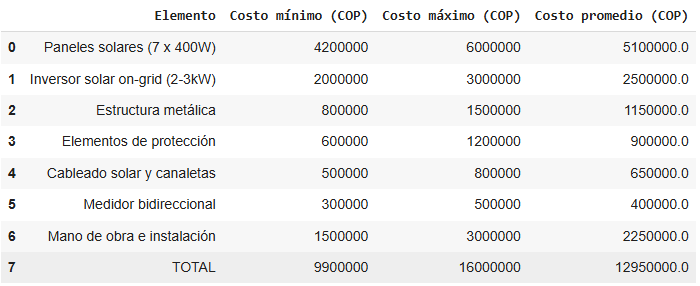 Elemento Costo mínimo (COP) Costo máximo (COP) Costo promedio (COP)
0 Paneles solares (7 x 400W) 4200000 6000000 5100000.0
1 Inversor solar on-grid (2-3kW) 2000000 3000000 2500000.0
2 Estructura metálica 800000 1500000 1150000.0
3 Elementos de protección 600000 1200000 900000.0
4 Cableado solar y canaletas 500000 800000 650000.0
5 Medidor bidireccional 300000 500000 400000.0
6 Mano de obra e instalación 1500000 3000000 2250000.0
7 TOTAL 9900000 16000000 12950000.0